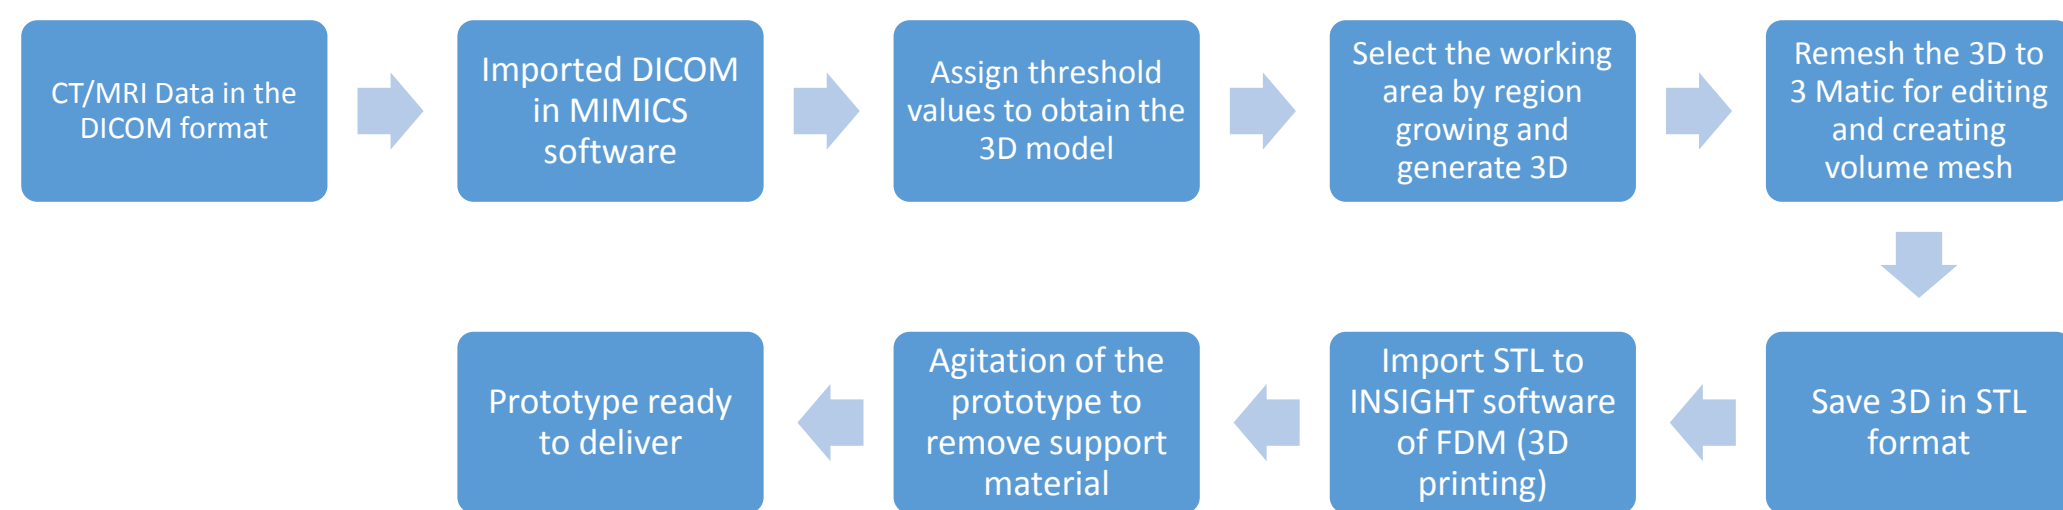 CT/MRI Data in the
DICOM format
Imported DICOM
in MIMICS
software
Assign threshold
values to obtain the
3D model
Select the working
area by region
growing and
generate 3D
Remesh the 3D to
3 Matic for editing
and creating
volume mesh
Save 3D in STL
format
Import STL to
INSIGHT software
of FDM (3D
printing)
Agitation of the
prototype to
remove support
material
Prototype ready
to deliver